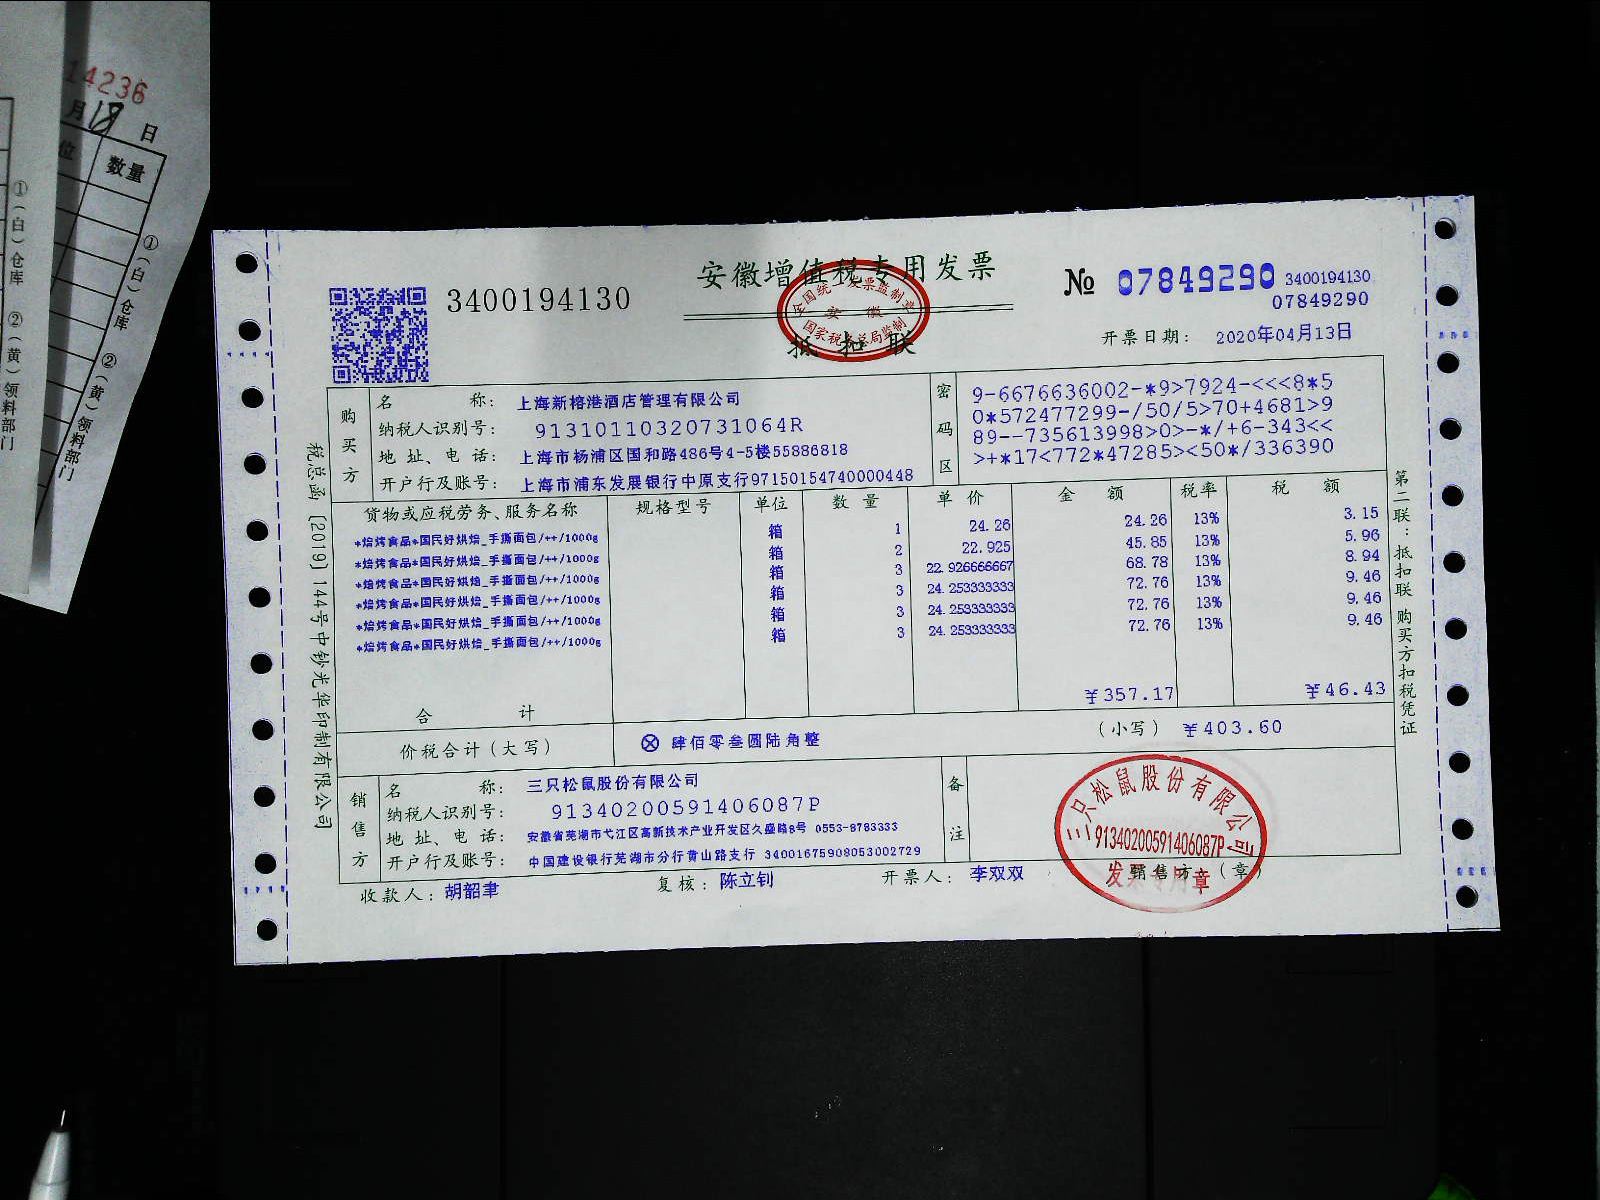 14236
月18日
位 数量
①(白)仓库 ②(黄)领料部门
①(白)仓库 ②(黄)领料部门
安徽增值税专用发票
3400194130
№ 07849290 3400194130
07849290
全国统一发票监制章
安徽
国家税务总局监制
抵扣联
开票日期: 2020年04月13日
税总函[2019]144号中钞光华印制有限公司
购买方
名称: 上海新榕港酒店管理有限公司
纳税人识别号: 91310110320731064R
地址、电话: 上海市杨浦区国和路486号4-5楼55886818
开户行及账号: 上海市浦东发展银行中原支行97150154740000448
密码区
9-6676636002-*9>7924-<<<8*5
0*572477299-/50/5>70+4681>9
89--735613998>0>-*/+6-343<<
>+*17<772*47285><50*/336390
货物或应税劳务、服务名称 规格型号 单位 数量 单价 金额 税率 税额
*焙烤食品*国民好烘焙_手撕面包/++/1000g 箱 1 24.26 24.26 13% 3.15
*焙烤食品*国民好烘焙_手撕面包/++/1000g 箱 2 22.925 45.85 13% 5.96
*焙烤食品*国民好烘焙_手撕面包/++/1000g 箱 3 22.926666667 68.78 13% 8.94
*焙烤食品*国民好烘焙_手撕面包/++/1000g 箱 3 24.253333333 72.76 13% 9.46
*焙烤食品*国民好烘焙_手撕面包/++/1000g 箱 3 24.253333333 72.76 13% 9.46
*焙烤食品*国民好烘焙_手撕面包/++/1000g 箱 3 24.253333333 72.76 13% 9.46
合计 ¥357.17 ¥46.43
价税合计(大写) ⊗肆佰零叁圆陆角整 (小写) ¥403.60
销售方
名称: 三只松鼠股份有限公司
纳税人识别号: 91340200591406087P
地址、电话: 安徽省芜湖市弋江区高新技术产业开发区久盛路8号 0553-8783333
开户行及账号: 中国建设银行芜湖市分行黄山路支行 34001675908053002729
备注
三只松鼠股份有限公司
91340200591406087P
发票专用章
收款人: 胡韶聿 复核: 陈立钊 开票人: 李双双 销售方:(章)
第二联:抵扣联 购买方扣税凭证